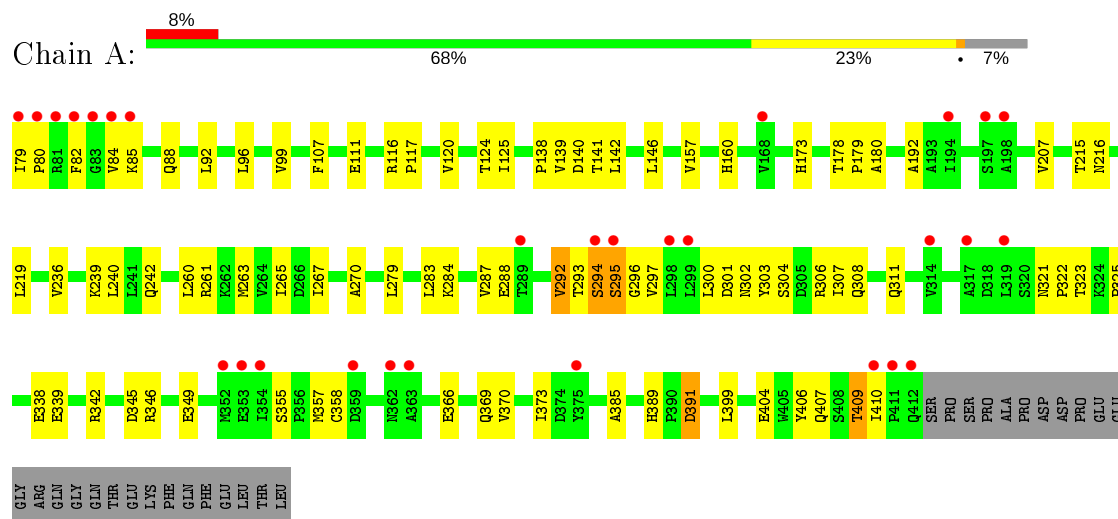 8%
Chain A:
68% 23% • 7%
I79 P80 R81 F82 G83 V84 K85 Q88 L92 L96 V99 F107 E111 R116 P117 V120 T124 I125 P138 V139 D140 T141 L142 L146 V157 H160 V168 H173 T178 P179 A180 A192 A193 I194 S197 A198 V207 T215 N216
L219 V236 K239 L240 L241 Q242 L260 R261 K262 M263 V264 I265 D266 I267 A270 L279 L283 K284 V287 E288 T289 V292 T293 S294 S295 G296 V297 L298 L299 L300 D301 N302 Y303 S304 D305 R306 I307 Q308 Q311 V314 A317 D318 L319 S320 N321 P322 T323 K324
E338 E339 R342 D345 R346 E349 M352 E353 I354 S355 P356 M357 C358 D359 N362 A363 E366 Q369 V370 I373 D374 Y375 A385 H389 P390 D391 L399 E404 W405 Y406 Q407 S408 T409 I410 P411 Q412 SER PRO SER PRO ALA PRO ASP ASP PRO GLU
GLY ARG GLN GLY GLN THR GLU LYS PHE GLN PHE GLU LEU THR LEU